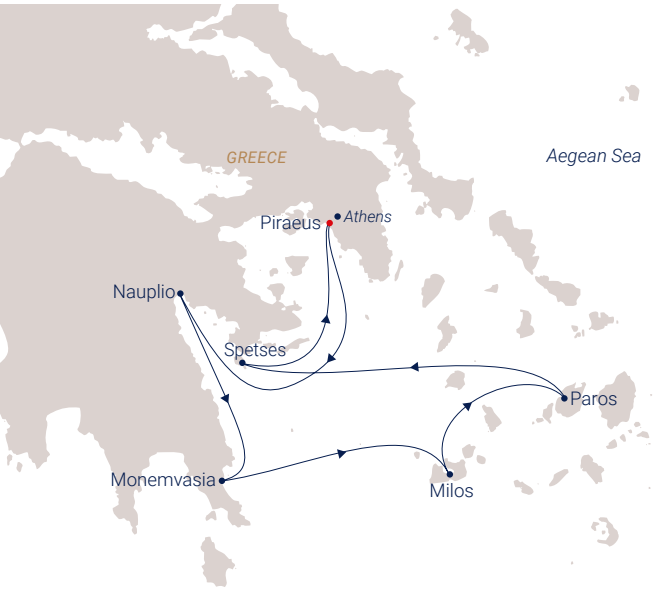 GREECE
Aegean Sea
Athens
Piraeus
Nauplio
Spetses
Paros
Monemvasia
Milos